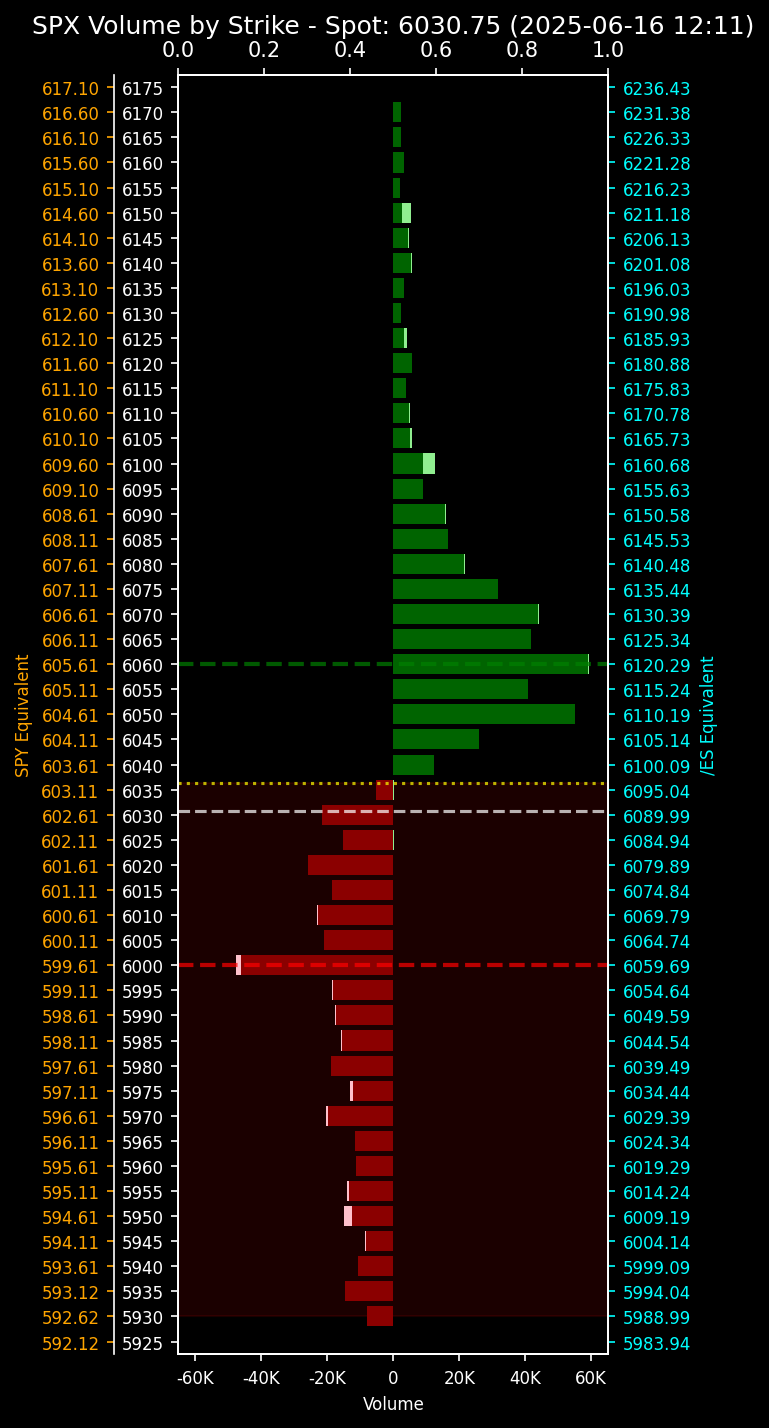 SPX Volume by Strike - Spot: 6030.75 (2025-06-16 12:11)
0.0 0.2 0.4 0.6 0.8 1.0
617.10 6175 6236.43
616.60 6170 6231.38
616.10 6165 6226.33
615.60 6160 6221.28
615.10 6155 6216.23
614.60 6150 6211.18
614.10 6145 6206.13
613.60 6140 6201.08
613.10 6135 6196.03
612.60 6130 6190.98
612.10 6125 6185.93
611.60 6120 6180.88
611.10 6115 6175.83
610.60 6110 6170.78
610.10 6105 6165.73
609.60 6100 6160.68
609.10 6095 6155.63
608.61 6090 6150.58
608.11 6085 6145.53
607.61 6080 6140.48
607.11 6075 6135.44
606.61 6070 6130.39
606.11 6065 6125.34
605.61 6060 6120.29
605.11 6055 6115.24
604.61 6050 6110.19
604.11 6045 6105.14
603.61 6040 6100.09
603.11 6035 6095.04
602.61 6030 6089.99
602.11 6025 6084.94
601.61 6020 6079.89
601.11 6015 6074.84
600.61 6010 6069.79
600.11 6005 6064.74
599.61 6000 6059.69
599.11 5995 6054.64
598.61 5990 6049.59
598.11 5985 6044.54
597.61 5980 6039.49
597.11 5975 6034.44
596.61 5970 6029.39
596.11 5965 6024.34
595.61 5960 6019.29
595.11 5955 6014.24
594.61 5950 6009.19
594.11 5945 6004.14
593.61 5940 5999.09
593.12 5935 5994.04
592.62 5930 5988.99
592.12 5925 5983.94
SPY Equivalent
/ES Equivalent
-60K -40K -20K 0 20K 40K 60K
Volume